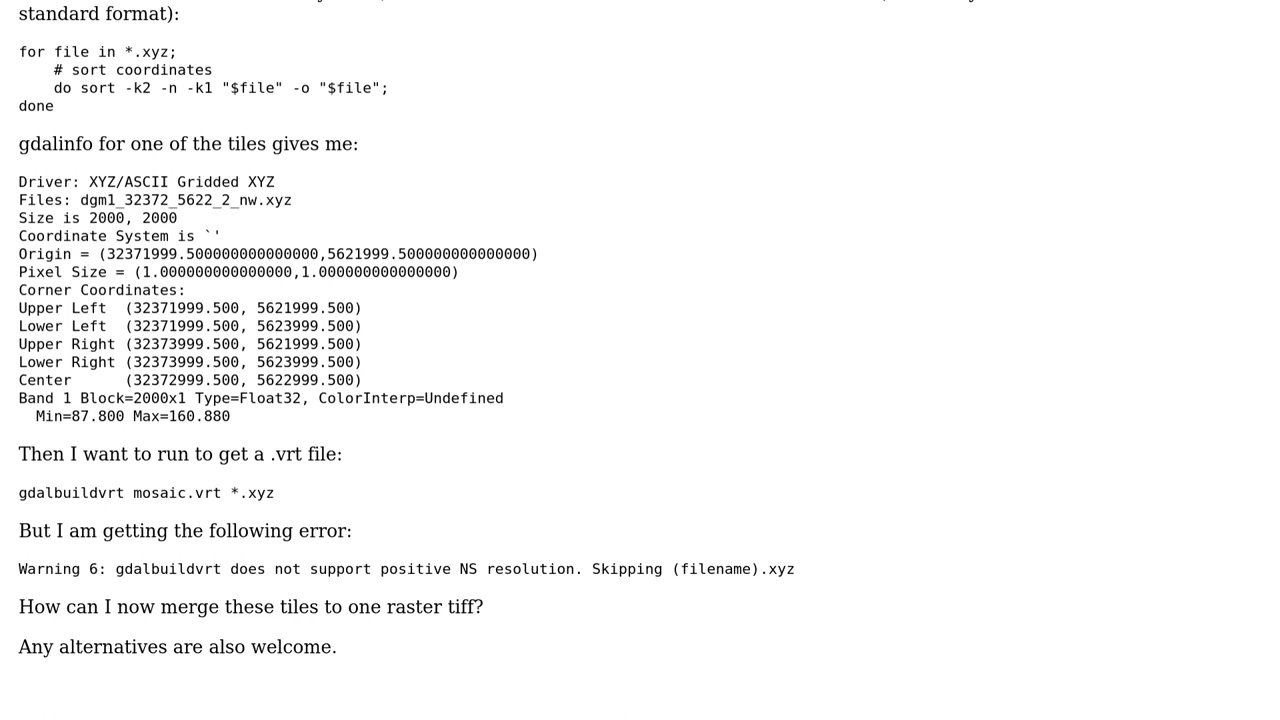 standard format):
for file in *.xyz;
# sort coordinates
do sort -k2 -n -k1 "$file" -o "$file";
done
gdalinfo for one of the tiles gives me:
Driver: XYZ/ASCII Gridded XYZ
Files: dgm1_32372_5622_2_nw.xyz
Size is 2000, 2000
Coordinate System is `'
Origin = (32371999.500000000000000,5621999.500000000000000)
Pixel Size = (1.000000000000000,1.000000000000000)
Corner Coordinates:
Upper Left  (32371999.500, 5621999.500)
Lower Left  (32371999.500, 5623999.500)
Upper Right (32373999.500, 5621999.500)
Lower Right (32373999.500, 5623999.500)
Center      (32372999.500, 5622999.500)
Band 1 Block=2000x1 Type=Float32, ColorInterp=Undefined
Min=87.800 Max=160.880
Then I want to run to get a .vrt file:
gdalbuildvrt mosaic.vrt *.xyz
But I am getting the following error:
Warning 6: gdalbuildvrt does not support positive NS resolution. Skipping (filename).xyz
How can I now merge these tiles to one raster tiff?
Any alternatives are also welcome.